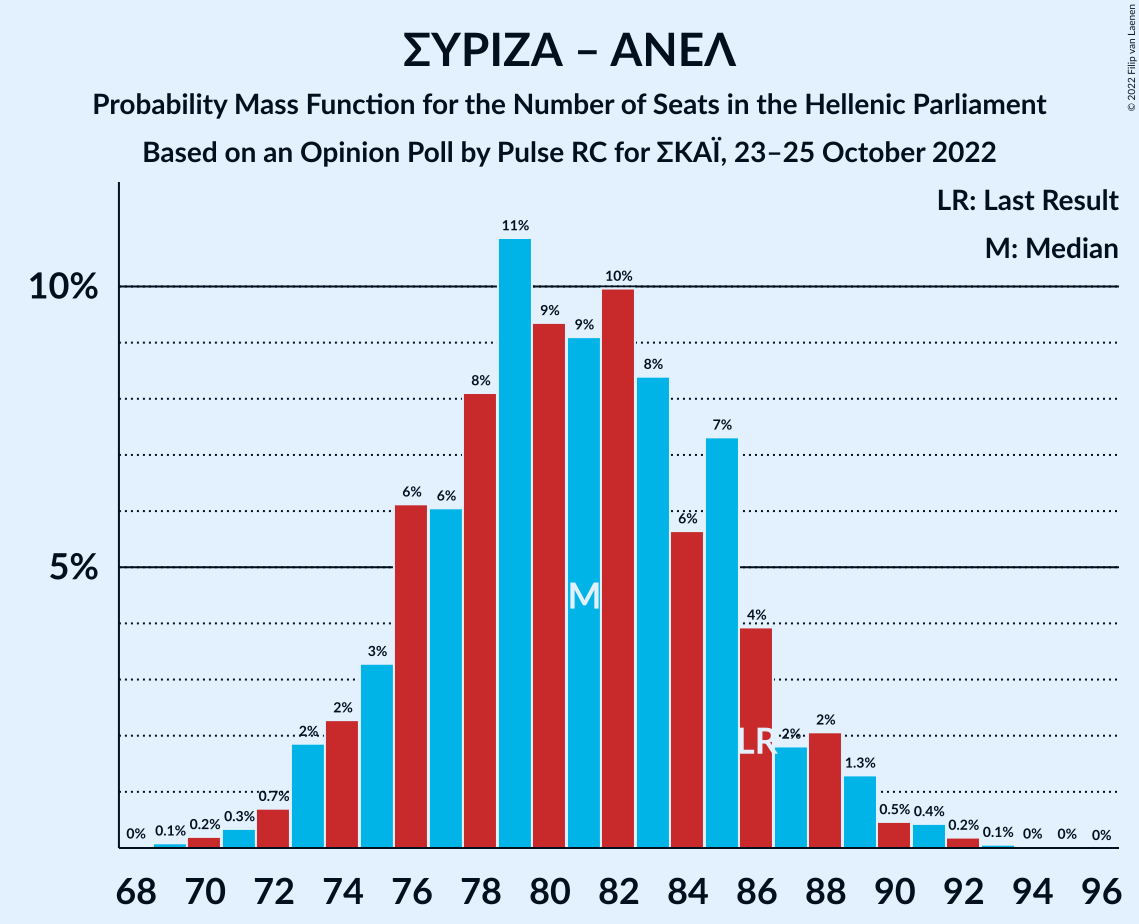 ΣΥΡΙΖΑ – ΑΝΕΛ
Probability Mass Function for the Number of Seats in the Hellenic Parliament
Based on an Opinion Poll by Pulse RC for ΣΚΑΪ, 23–25 October 2022
© 2022 Filip van Laenen
LR: Last Result
M: Median
10%
5%
0% 0.1% 0.2% 0.3% 0.7% 2% 2% 3% 6% 6% 8% 11% 9% 9% 10% 8% 6% 7% 4% 2% 2% 1.3% 0.5% 0.4% 0.2% 0.1% 0% 0% 0%
M
LR
68 70 72 74 76 78 80 82 84 86 88 90 92 94 96